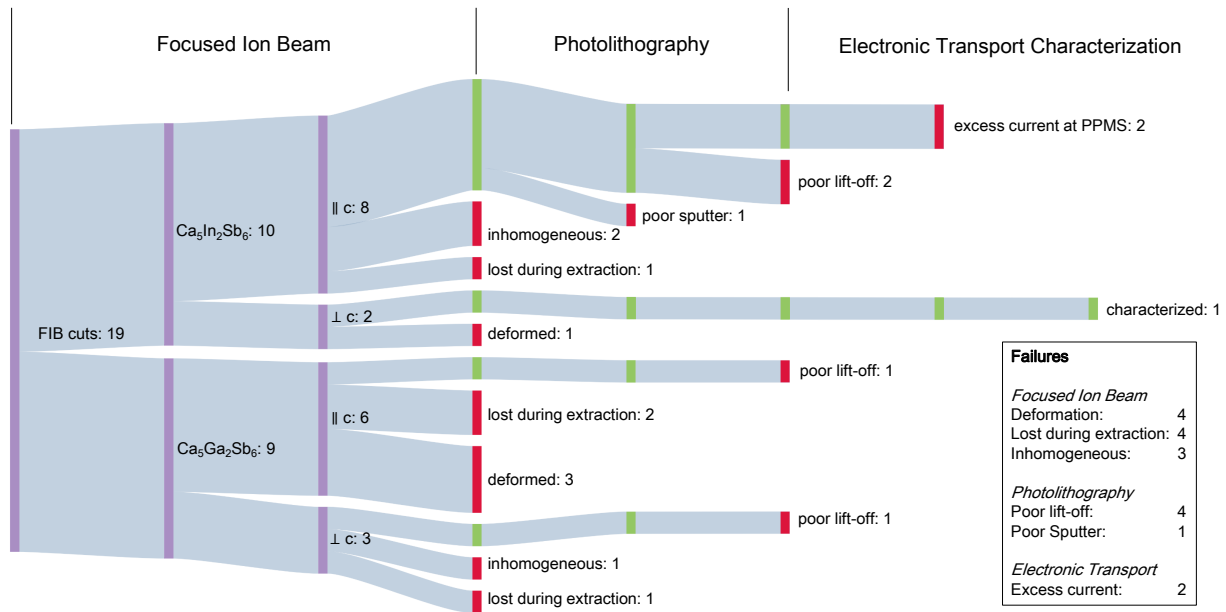 Focused Ion Beam
Photolithography
Electronic Transport Characterization
excess current at PPMS: 2
poor lift-off: 2
|| c: 8
poor sputter: 1
Ca₅In₂Sb₆: 10
inhomogeneous: 2
lost during extraction: 1
characterized: 1
⊥ c: 2
FIB cuts: 19
deformed: 1
poor lift-off: 1
lost during extraction: 2
|| c: 6
Ca₅Ga₂Sb₆: 9
deformed: 3
poor lift-off: 1
⊥ c: 3
inhomogeneous: 1
lost during extraction: 1
Failures
Focused Ion Beam
Deformation: 4
Lost during extraction: 4
Inhomogeneous: 3
Photolithography
Poor lift-off: 4
Poor Sputter: 1
Electronic Transport
Excess current: 2